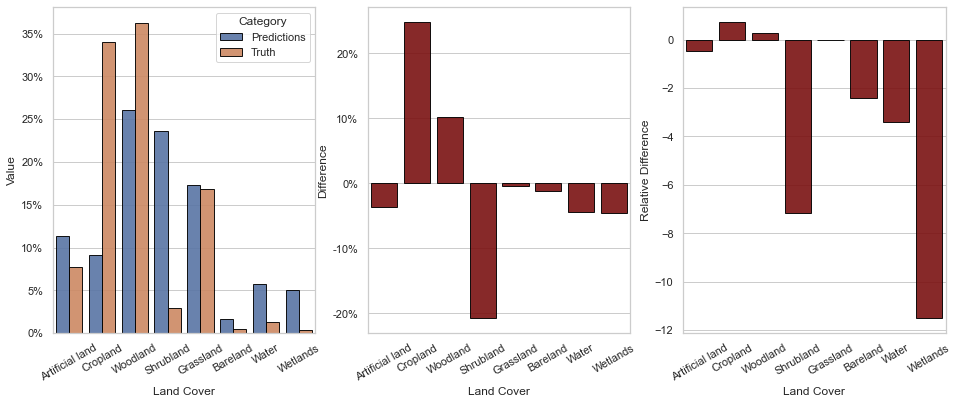 Value
35%
30%
25%
20%
15%
10%
5%
0%
Category
Predictions
Truth
Artificial land
Cropland
Woodland
Shrubland
Grassland
Bareland
Water
Wetlands
Land Cover
Difference
20%
10%
0%
-10%
-20%
Artificial land
Cropland
Woodland
Shrubland
Grassland
Bareland
Water
Wetlands
Land Cover
Relative Difference
0
−2
−4
−6
−8
−10
−12
Artificial land
Cropland
Woodland
Shrubland
Grassland
Bareland
Water
Wetlands
Land Cover